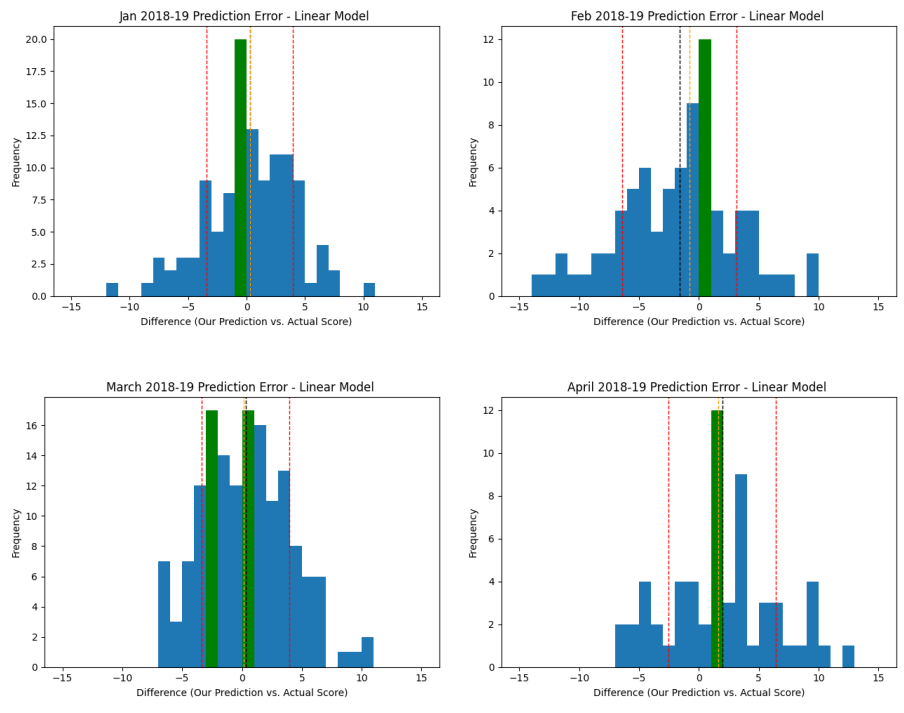 Jan 2018-19 Prediction Error - Linear Model
Frequency
20.0
17.5
15.0
12.5
10.0
7.5
5.0
2.5
0.0
−15 −10 −5 0 5 10 15
Difference (Our Prediction vs. Actual Score)
Feb 2018-19 Prediction Error - Linear Model
Frequency
12
10
8
6
4
2
0
−15 −10 −5 0 5 10 15
Difference (Our Prediction vs. Actual Score)
March 2018-19 Prediction Error - Linear Model
Frequency
16
14
12
10
8
6
4
2
0
−15 −10 −5 0 5 10 15
Difference (Our Prediction vs. Actual Score)
April 2018-19 Prediction Error - Linear Model
Frequency
12
10
8
6
4
2
0
−15 −10 −5 0 5 10 15
Difference (Our Prediction vs. Actual Score)